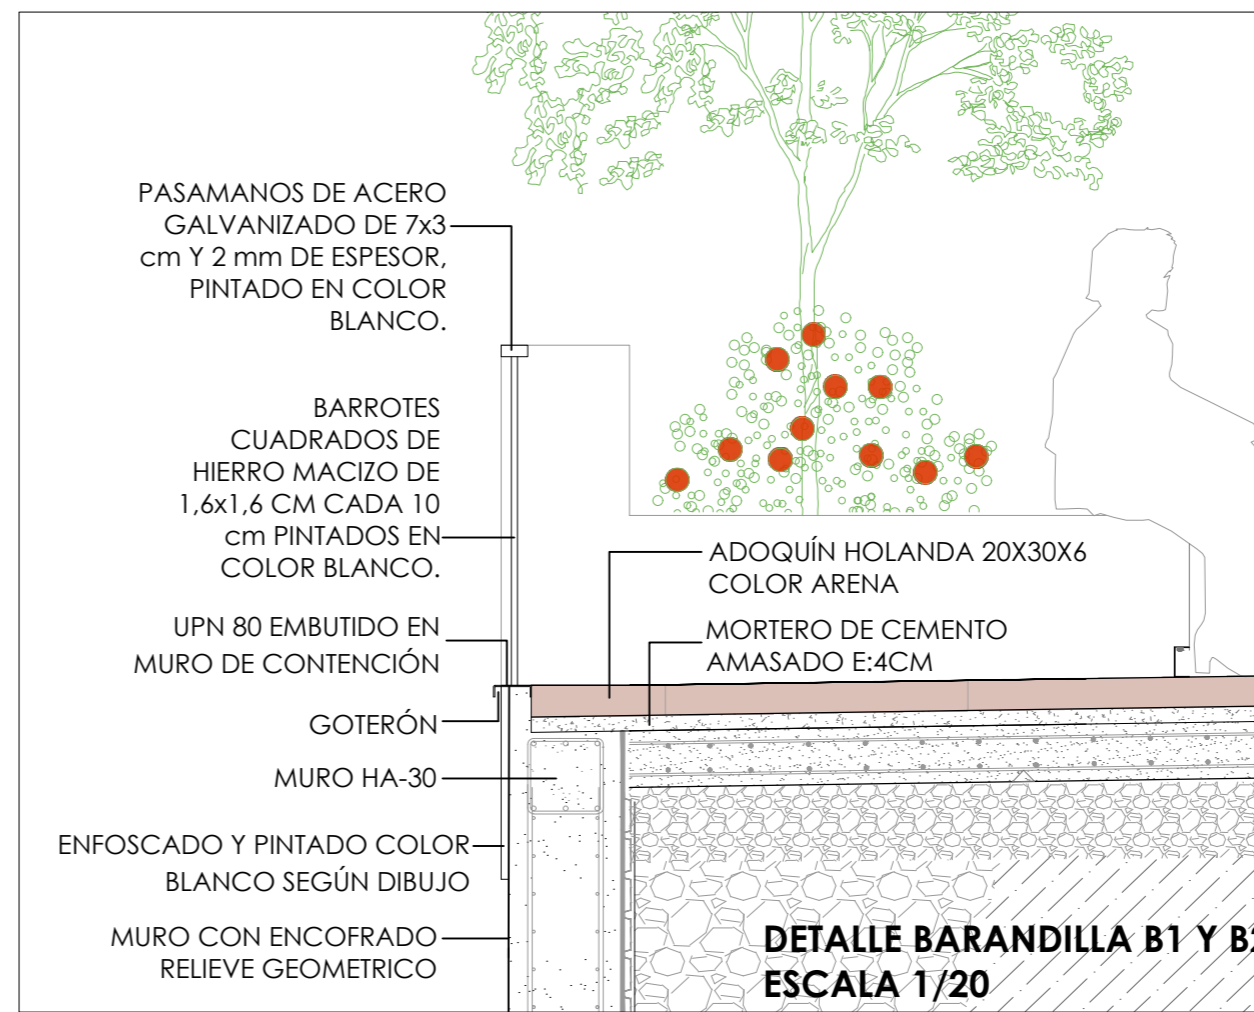 PASAMANOS DE ACERO
GALVANIZADO DE 7x3
cm Y 2 mm DE ESPESOR,
PINTADO EN COLOR
BLANCO.
BARROTES
CUADRADOS DE
HIERRO MACIZO DE
1,6x1,6 CM CADA 10
cm PINTADOS EN
COLOR BLANCO.
UPN 80 EMBUTIDO EN
MURO DE CONTENCIÓN
GOTERÓN
MURO HA-30
ENFOSCADO Y PINTADO COLOR
BLANCO SEGÚN DIBUJO
MURO CON ENCOFRADO
RELIEVE GEOMETRICO
ADOQUÍN HOLANDA 20X30X6
COLOR ARENA
MORTERO DE CEMENTO
AMASADO E:4CM
DETALLE BARANDILLA B1 Y B2
ESCALA 1/20